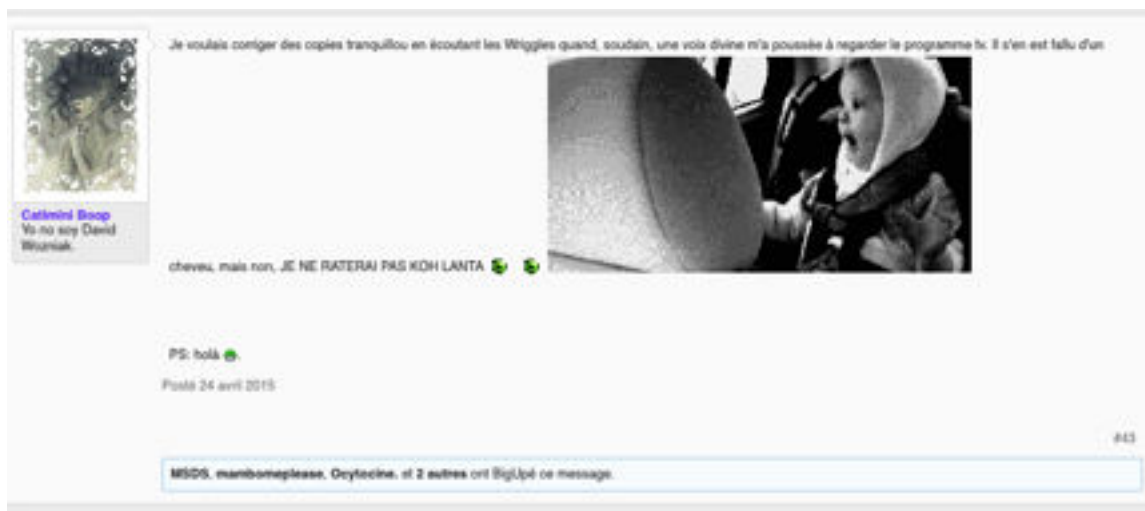 Je voulais corriger des copies tranquillou en écoutant les Wriggles quand, soudain, une voix divine m'a poussée à regarder le programme tv. Il s'en est fallu d'un
cheveu, mais non, JE NE RATERAI PAS KOH LANTA
Catimini Boop
Yo no soy David
Wozniak.
PS: holà .
Posté 24 avril 2015
#43
MSDS, mambomeplease, Ocytocine. et 2 autres ont BigUpé ce message.